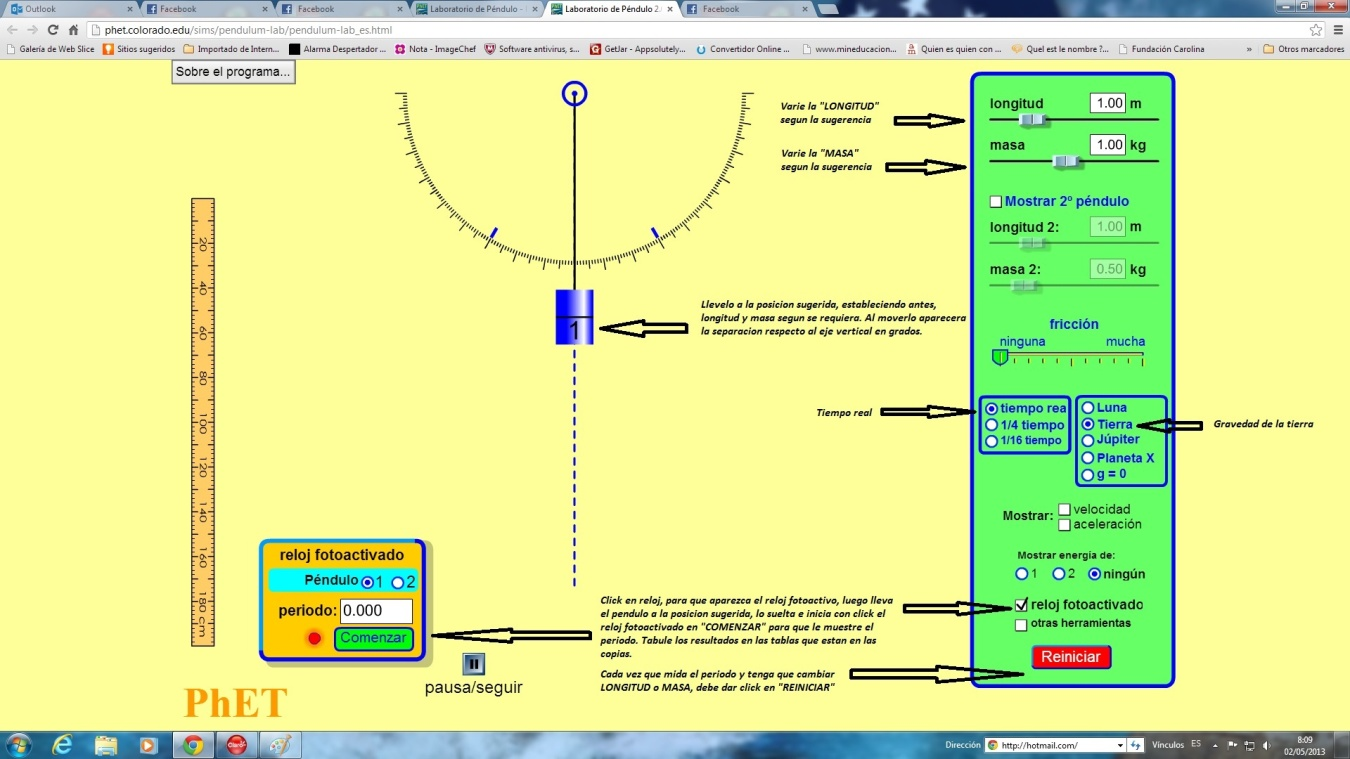 Outlook
Facebook
Facebook
Laboratorio de Péndulo -
Laboratorio de Péndulo 2.
Facebook
phet.colorado.edu/sims/pendulum-lab/pendulum-lab_es.html
Galería de Web Slice
Sitios sugeridos
Importado de Intern...
Alarma Despertador ...
Nota - ImageChef
Software antivirus, s...
GetJar - Appsolutely...
Convertidor Online ...
www.mineducacion...
Quien es quien con ...
Quel est le nombre ?...
Fundación Carolina
»
Otros marcadores
Sobre el programa...
Varie la "LONGITUD"
segun la sugerencia
Varie la "MASA"
segun la sugerencia
longitud 1.00 m
masa 1.00 kg
Mostrar 2º péndulo
longitud 2: 1.00 m
masa 2: 0.50 kg
20
40
60
80
100
120
140
160
180 cm
1
Llevelo a la posicion sugerida, estableciendo antes,
longitud y masa segun se requiera. Al moverlo aparecera
la separacion respecto al eje vertical en grados.
fricción
ninguna mucha
Tiempo real
tiempo rea
1/4 tiempo
1/16 tiempo
Luna
Tierra
Júpiter
Planeta X
g = 0
Gravedad de la tierra
Mostrar: velocidad
aceleración
Mostrar energía de:
1 2 ningún
reloj fotoactivado
otras herramientas
Reiniciar
reloj fotoactivado
Péndulo 1 2
periodo: 0.000
Comenzar
pausa/seguir
Click en reloj, para que aparezca el reloj fotoactivo, luego lleva
el pendulo a la posicion sugerida, lo suelta e inicia con click el
reloj fotoactivado en "COMENZAR" para que le muestre el
periodo. Tabule los resultados en las tablas que estan en las
copias.
Cada vez que mida el periodo y tenga que cambiar
LONGITUD o MASA, debe dar click en "REINICIAR"
PhET
Claro
Dirección
http://hotmail.com/
Vínculos
ES
8:09
02/05/2013